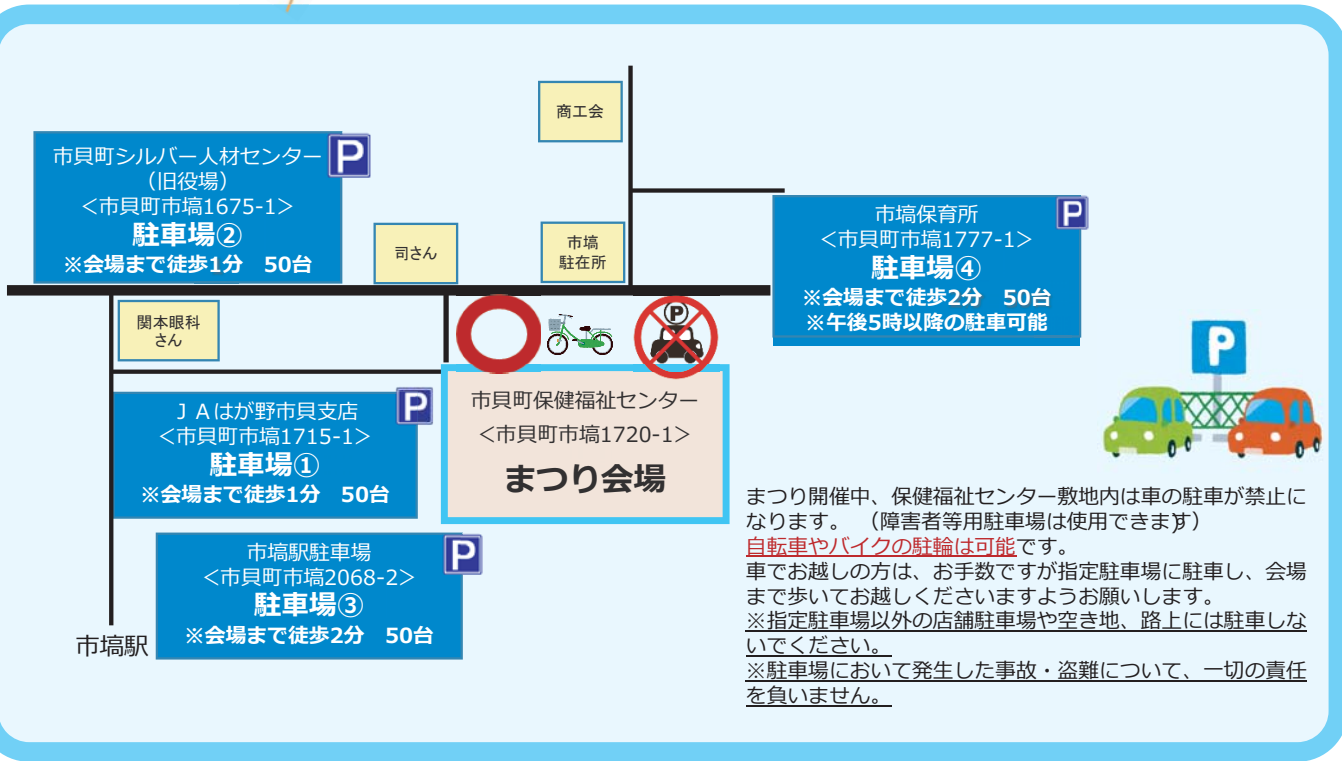 商工会
市貝町シルバー人材センター
（旧役場）
＜市貝町市塙1675-1＞
駐車場②
※会場まで徒歩1分　50台
P
司さん
市塙
駐在所
市塙保育所
＜市貝町市塙1777-1＞
駐車場④
※会場まで徒歩2分　50台
※午後5時以降の駐車可能
P
関本眼科
さん
P
P
ＪＡはが野市貝支店
＜市貝町市塙1715-1＞
駐車場①
※会場まで徒歩1分　50台
P
市貝町保健福祉センター
＜市貝町市塙1720-1＞
まつり会場
市塙駅駐車場
＜市貝町市塙2068-2＞
駐車場③
※会場まで徒歩2分　50台
P
市塙駅
まつり開催中、保健福祉センター敷地内は車の駐車が禁止に
なります。　（障害者等用駐車場は使用できます）
自転車やバイクの駐輪は可能です。
車でお越しの方は、お手数ですが指定駐車場に駐車し、会場
まで歩いてお越しくださいますようお願いします。
※指定駐車場以外の店舗駐車場や空き地、路上には駐車しな
いでください。
※駐車場において発生した事故・盗難について、一切の責任
を負いません。